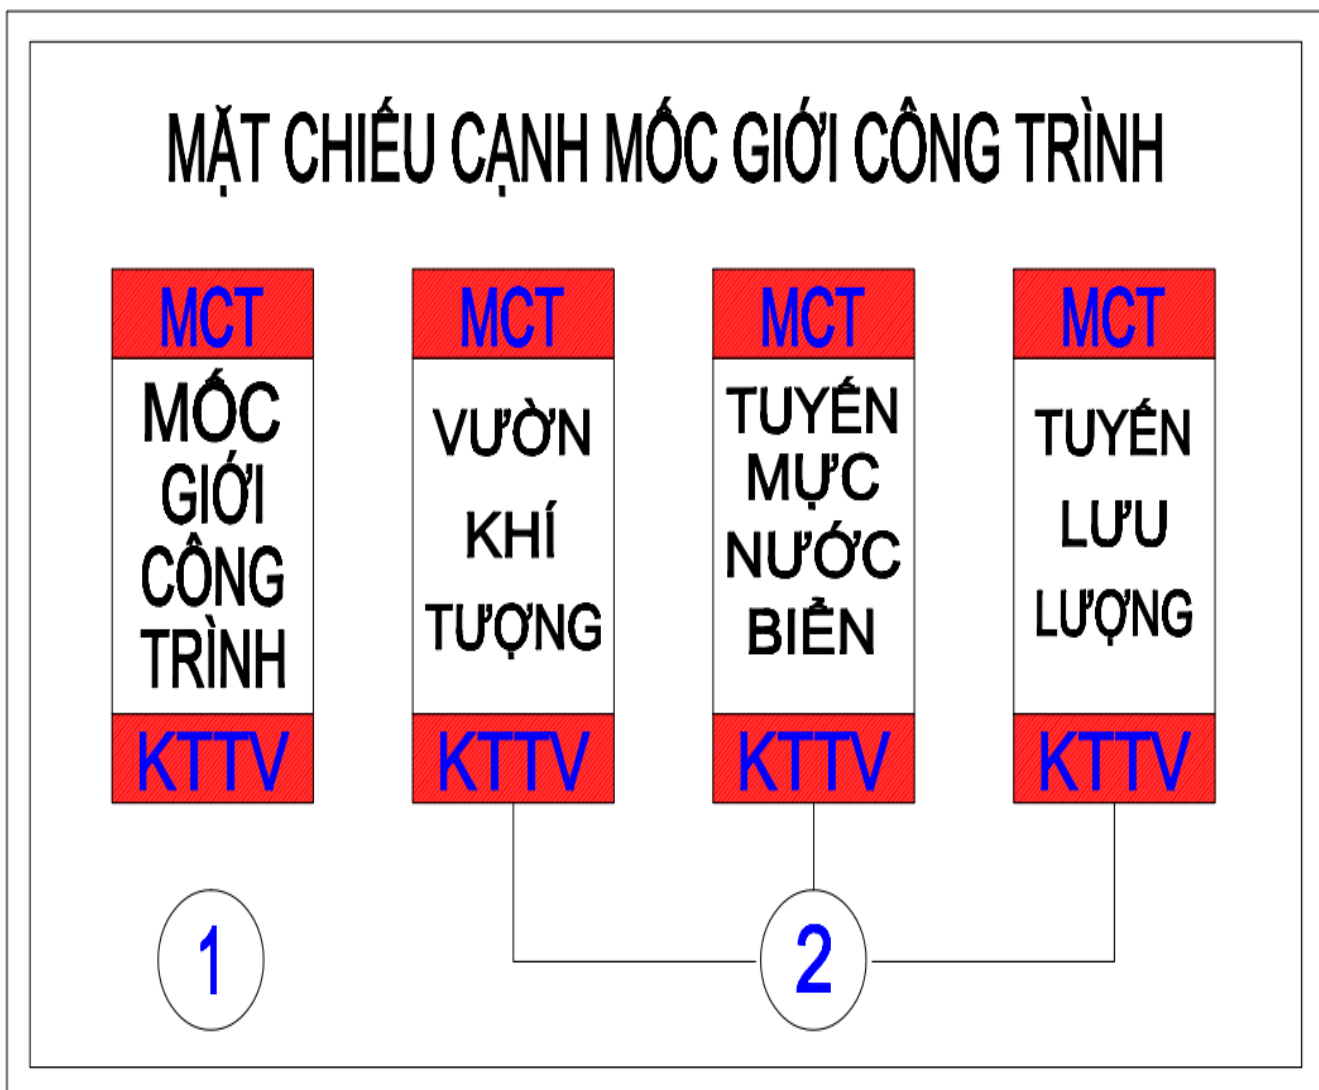 MẶT CHIẾU CẠNH MỐC GIỚI CÔNG TRÌNH
MCT
MỐC
GIỚI
CÔNG
TRÌNH
KTTV
MCT
VƯỜN
KHÍ
TƯỢNG
KTTV
MCT
TUYẾN
MỰC
NƯỚC
BIỂN
KTTV
MCT
TUYẾN
LƯU
LƯỢNG
KTTV
1
2